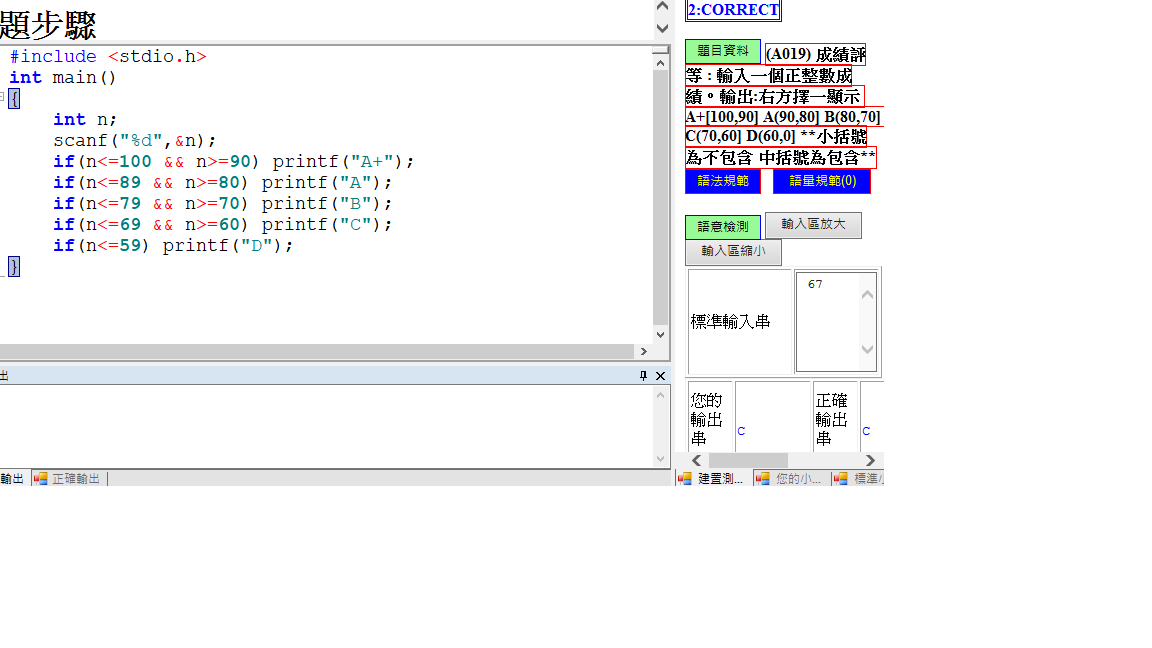 題步驟
#include <stdio.h>
int main()
{
int n;
scanf("%d",&n);
if(n<=100 && n>=90) printf("A+");
if(n<=89 && n>=80) printf("A");
if(n<=79 && n>=70) printf("B");
if(n<=69 && n>=60) printf("C");
if(n<=59) printf("D");
}
出
輸出
正確輸出
2:CORRECT
題目資料
(A019) 成績評
等 : 輸入一個正整數成
績。輸出:右方擇一顯示
A+[100,90] A(90,80] B(80,70]
C(70,60] D(60,0] **小括號
為不包含 中括號為包含**
語法規範
語量規範(0)
語意檢測
輸入區放大
輸入區縮小
標準輸入串
67
您的
輸出
串
C
正確
輸出
串
C
建置測...
您的小...
標準小